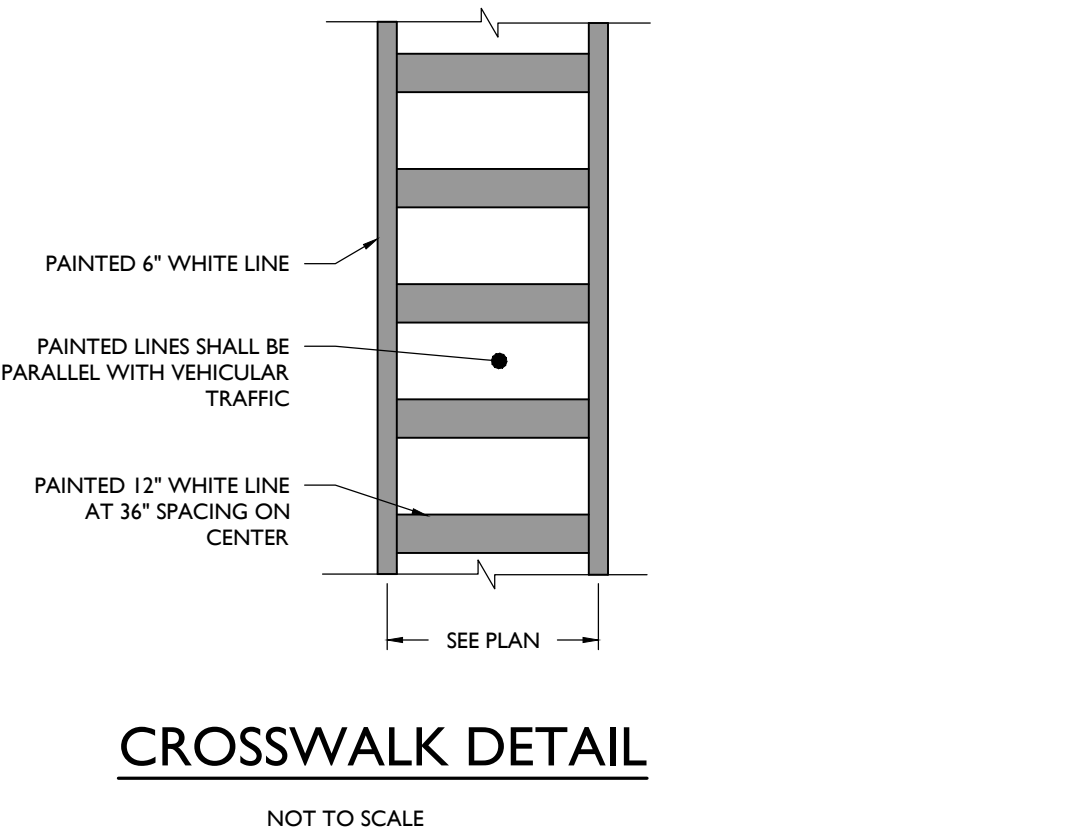 PAINTED 6" WHITE LINE
PAINTED LINES SHALL BE
PARALLEL WITH VEHICULAR
TRAFFIC
PAINTED 12" WHITE LINE
AT 36" SPACING ON
CENTER
SEE PLAN
CROSSWALK DETAIL
NOT TO SCALE